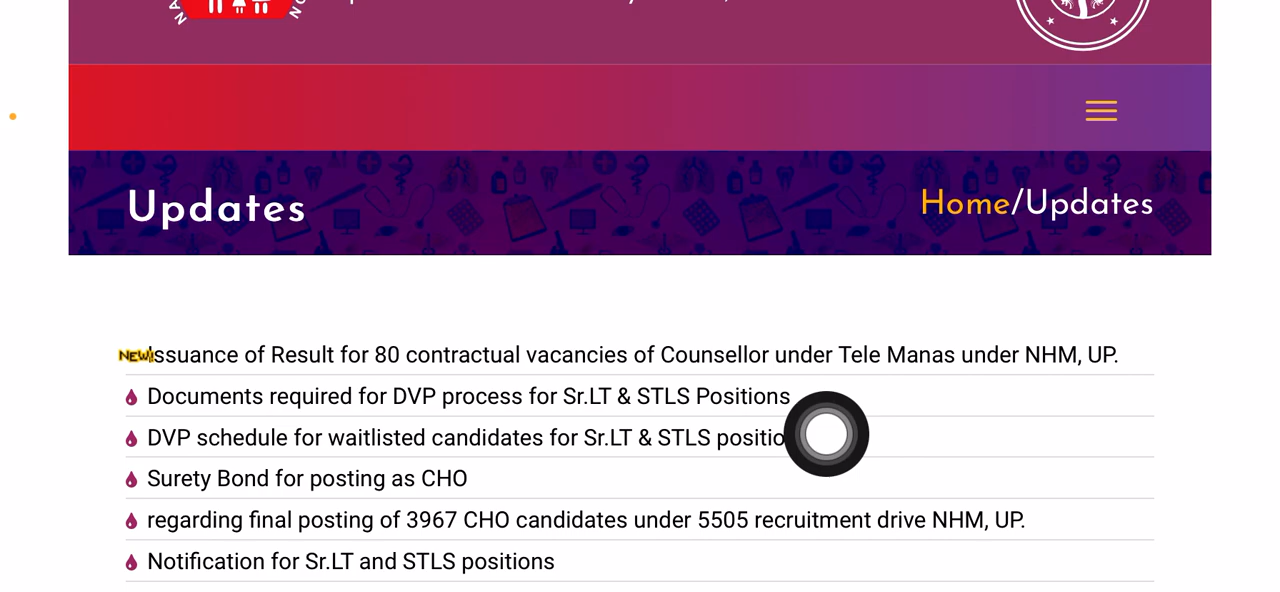 Updates
Home/Updates
NEW! Issuance of Result for 80 contractual vacancies of Counsellor under Tele Manas under NHM, UP.
Documents required for DVP process for Sr.LT & STLS Positions
DVP schedule for waitlisted candidates for Sr.LT & STLS
Surety Bond for posting as CHO
regarding final posting of 3967 CHO candidates under 5505 recruitment drive NHM, UP.
Notification for Sr.LT and STLS positions